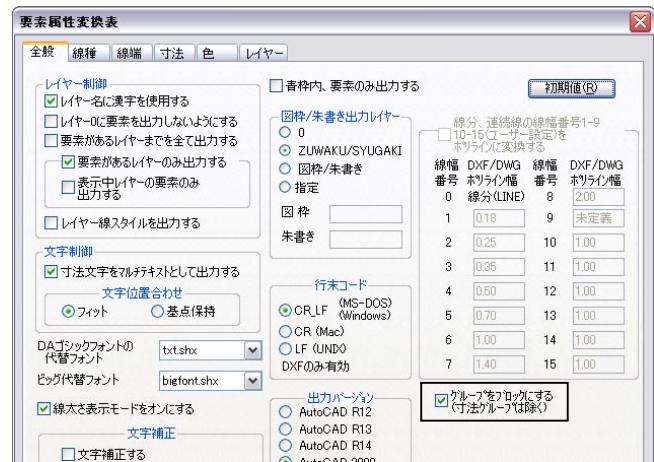 要素属性変換表
全般 線種 線端 寸法 色 レイヤー
レイヤー制御
レイヤー名に漢字を使用する
レイヤー0に要素を出力しないようにする
要素があるレイヤーまでを全て出力する
要素があるレイヤーのみ出力する
表示中レイヤーの要素のみ
出力する
レイヤー線スタイルを出力する
文字制御
寸法文字をマルチテキストとして出力する
文字位置合わせ
フィット 基点保持
DAゴシックフォントの
代替フォント
txt.shx
ビッグ代替フォント bigfont.shx
線太さ表示モードをオンにする
文字補正
文字補正する
書枠内、要素のみ出力する
図枠/朱書き出力レイヤー
0
ZUWAKU/SYUGAKI
図枠/朱書き
指定
図 枠
朱書き
行末コード
CR_LF (MS-DOS)
(Windows)
CR (Mac)
LF (UNIX)
DXFのみ有効
出力バージョン
AutoCAD R12
AutoCAD R13
AutoCAD R14
AutoCAD 2000
初期値(R)
線分、連続線の線幅番号1-9
10-15(ユーザー設定)を
ポリラインに変換する
線幅 DXF/DWG 線幅 DXF/DWG
番号 ポリライン幅 番号 ポリライン幅
0 線分(LINE) 8 2.00
1 0.18 9 未定義
2 0.25 10 1.00
3 0.35 11 1.00
4 0.50 12 1.00
5 0.70 13 1.00
6 1.00 14 1.00
7 1.40 15 1.00
グループをブロックにする
(寸法グループは除く)